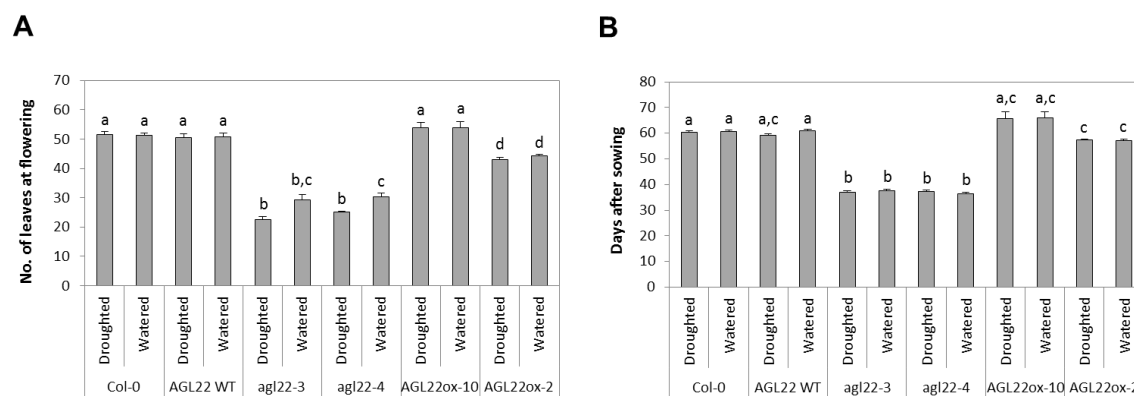 A
No. of leaves at flowering
70
60
50
40
30
20
10
0
a a a a b b,c b c a a d d
Droughted Watered Droughted Watered Droughted Watered Droughted Watered Droughted Watered Droughted Watered
Col-0 AGL22 WT agl22-3 agl22-4 AGL22ox-10 AGL22ox-2
B
Days after sowing
80
70
60
50
40
30
20
10
0
a a a,c a b b b b a,c a,c c c
Droughted Watered Droughted Watered Droughted Watered Droughted Watered Droughted Watered Droughted Watered
Col-0 AGL22 WT agl22-3 agl22-4 AGL22ox-10 AGL22ox-2